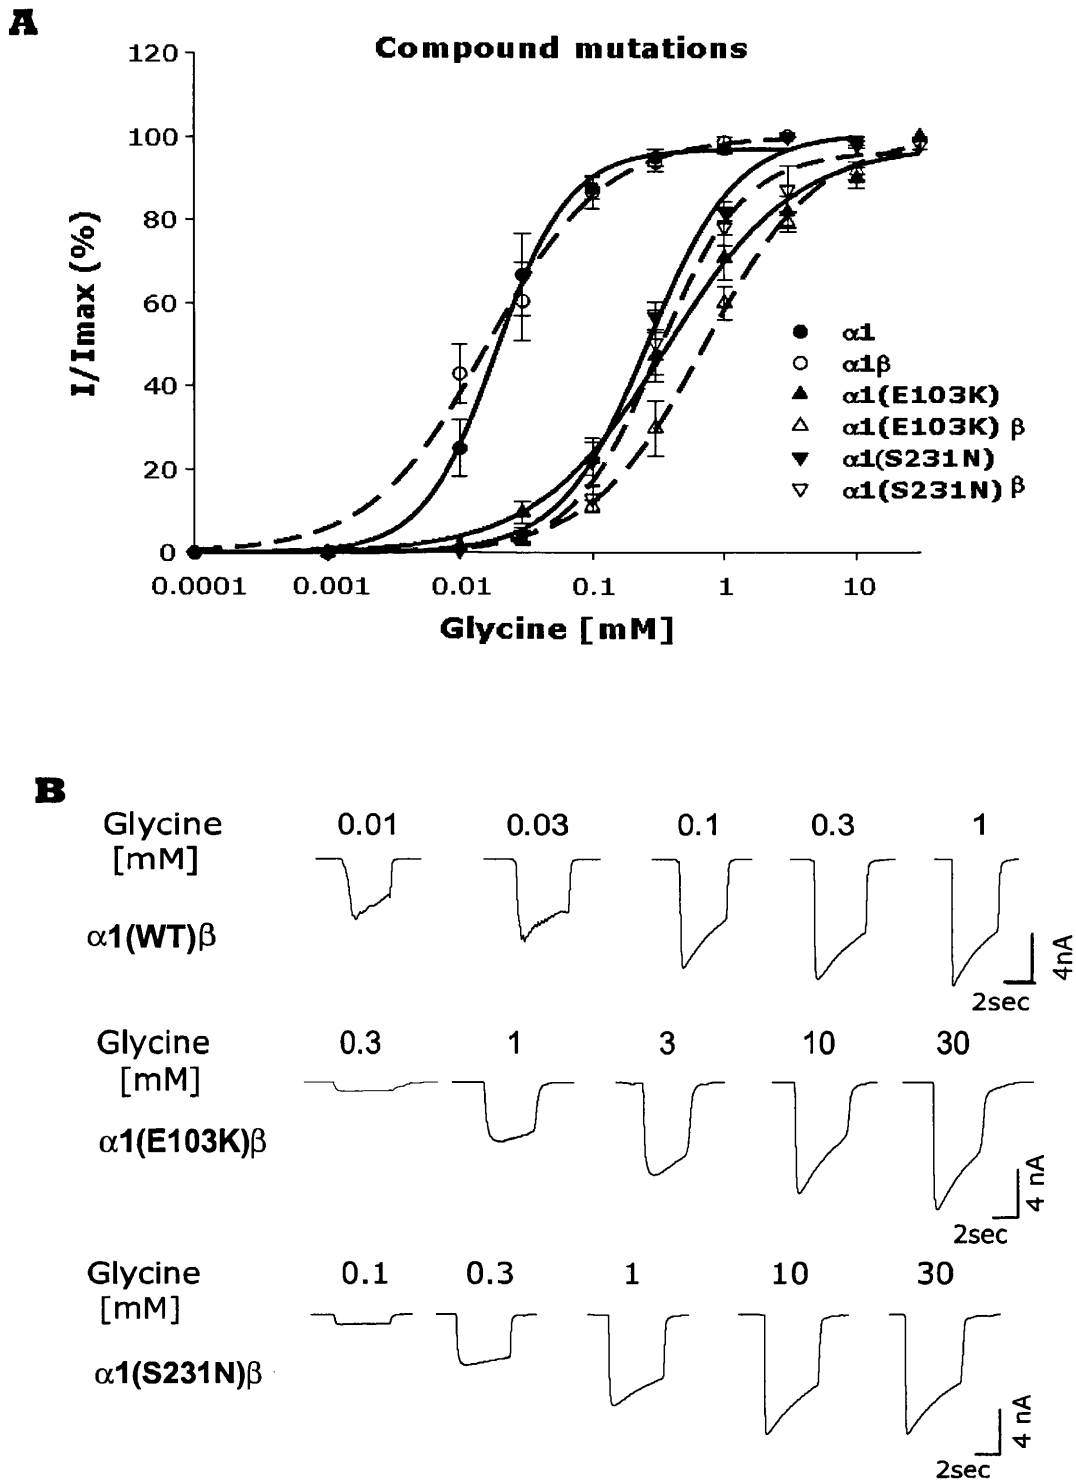 A
Compound mutations
120
100
80
60
40
20
0
I/Imax (%)
0.0001 0.001 0.01 0.1 1 10
Glycine [mM]
α1
α1β
α1(E103K)
α1(E103K) β
α1(S231N)
α1(S231N) β
B
Glycine 0.01 0.03 0.1 0.3 1
[mM]
α1(WT)β
4nA
2sec
Glycine 0.3 1 3 10 30
[mM]
α1(E103K)β
4 nA
2sec
Glycine 0.1 0.3 1 10 30
[mM]
α1(S231N)β
4 nA
2sec